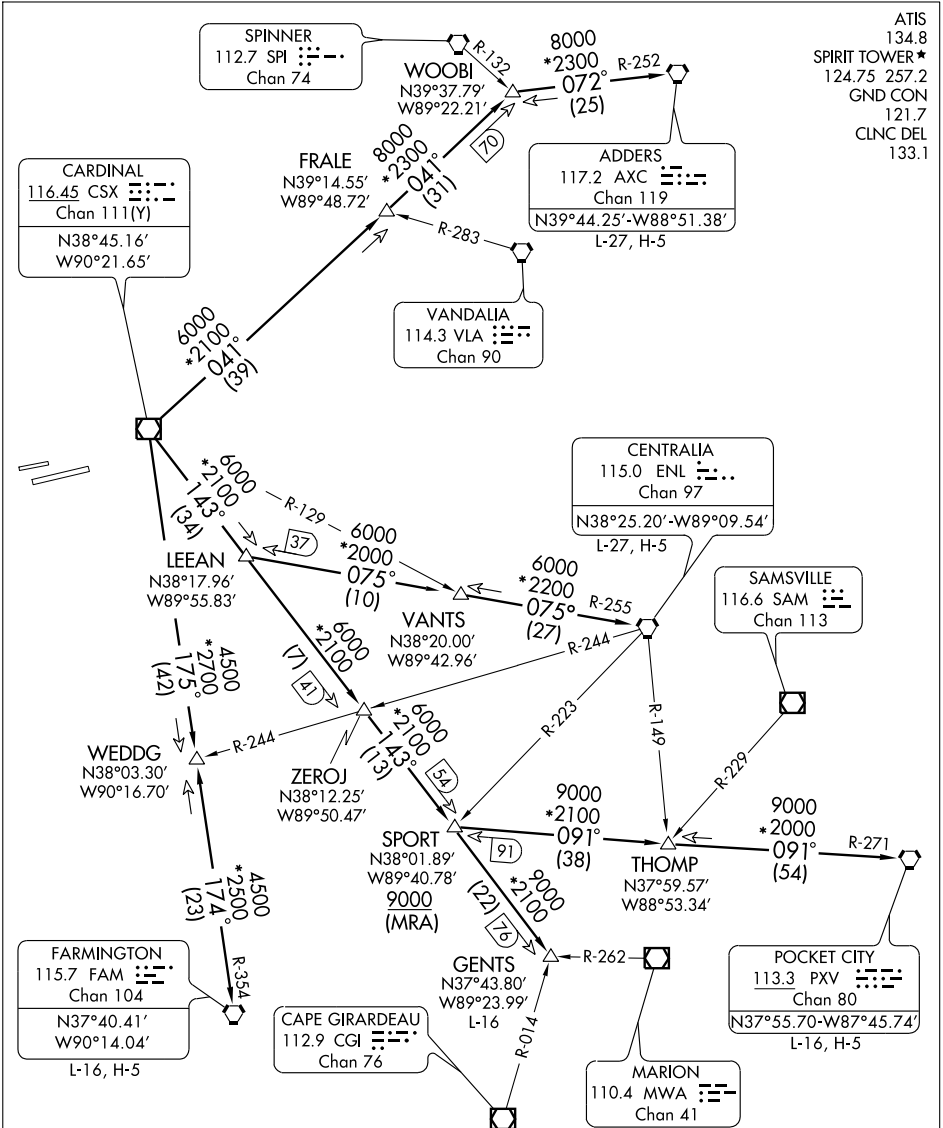 ATIS
134.8
SPIRIT TOWER★
124.75 257.2
GND CON
121.7
CLNC DEL
133.1
SPINNER
112.7 SPI
Chan 74
R-132
WOOBI
N39°37.79’
W89°22.21’
8000
*2300
072°
(25)
R-252
ADDERS
117.2 AXC
Chan 119
N39°44.25’-W88°51.38’
L-27, H-5
70
8000
*2300
041°
(31)
FRALE
N39°14.55’
W89°48.72’
R-283
VANDALIA
114.3 VLA
Chan 90
CARDINAL
116.45 CSX
Chan 111(Y)
N38°45.16’
W90°21.65’
6000
*2100
041°
(39)
6000
*2100
143°
(34)
R-129
37
LEEAN
N38°17.96’
W89°55.83’
6000
*2000
075°
(10)
VANTS
N38°20.00’
W89°42.96’
6000
*2200
075°
(27)
R-255
CENTRALIA
115.0 ENL
Chan 97
N38°25.20’-W89°09.54’
L-27, H-5
SAMSVILLE
116.6 SAM
Chan 113
6000
*2100
(7)
41
R-244
R-223
R-149
R-229
4500
*2700
175°
(42)
WEDDG
N38°03.30’
W90°16.70’
R-244
ZEROJ
N38°12.25’
W89°50.47’
6000
*2100
143°
(13)
54
SPORT
N38°01.89’
W89°40.78’
9000
(MRA)
91
9000
*2100
091°
(38)
THOMP
N37°59.57’
W88°53.34’
9000
*2000
091°
(54)
R-271
4500
*2500
174°
(23)
R-354
9000
*2100
(22)
76
GENTS
N37°43.80’
W89°23.99’
L-16
R-262
R-014
FARMINGTON
115.7 FAM
Chan 104
N37°40.41’
W90°14.04’
L-16, H-5
CAPE GIRARDEAU
112.9 CGI
Chan 76
MARION
110.4 MWA
Chan 41
POCKET CITY
113.3 PXV
Chan 80
N37°55.70-W87°45.74’
L-16, H-5